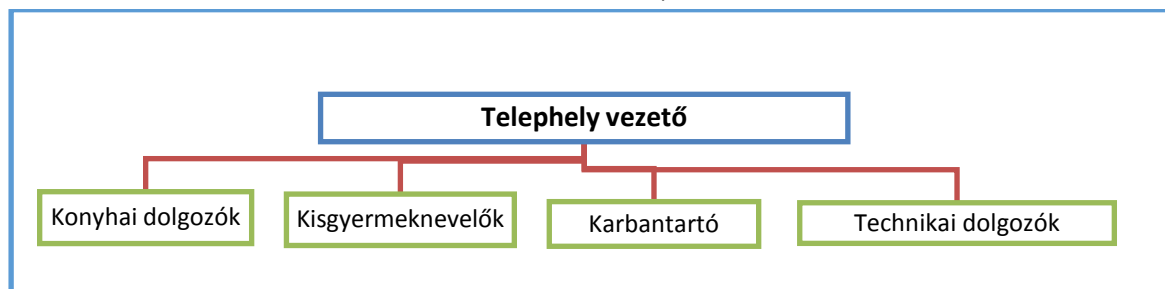 Telephely vezető
Konyhai dolgozók
Kisgyermeknevelők
Karbantartó
Technikai dolgozók